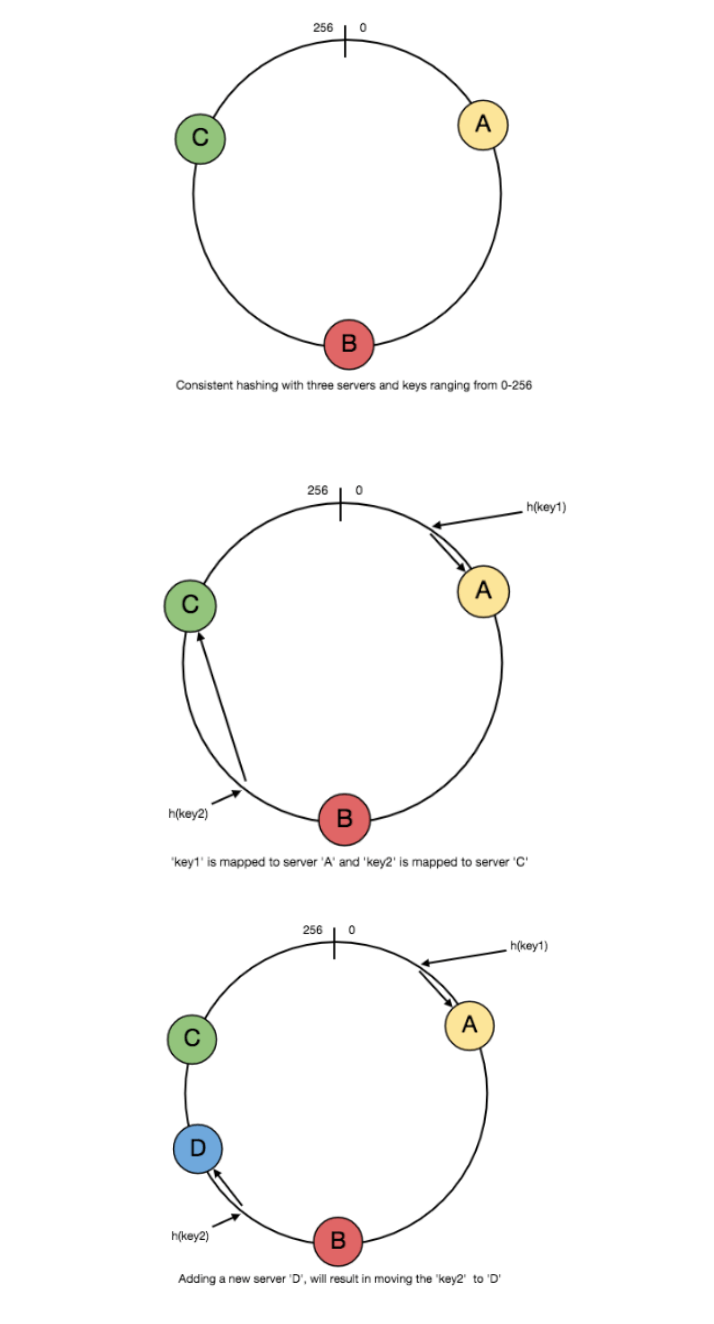 256 0
C
A
B
Consistent hashing with three servers and keys ranging from 0-256
256 0
h(key1)
A
C
h(key2)
B
'key1' is mapped to server 'A' and 'key2' is mapped to server 'C'
256 0
h(key1)
A
C
D
h(key2)
B
Adding a new server 'D', will result in moving the 'key2' to 'D'